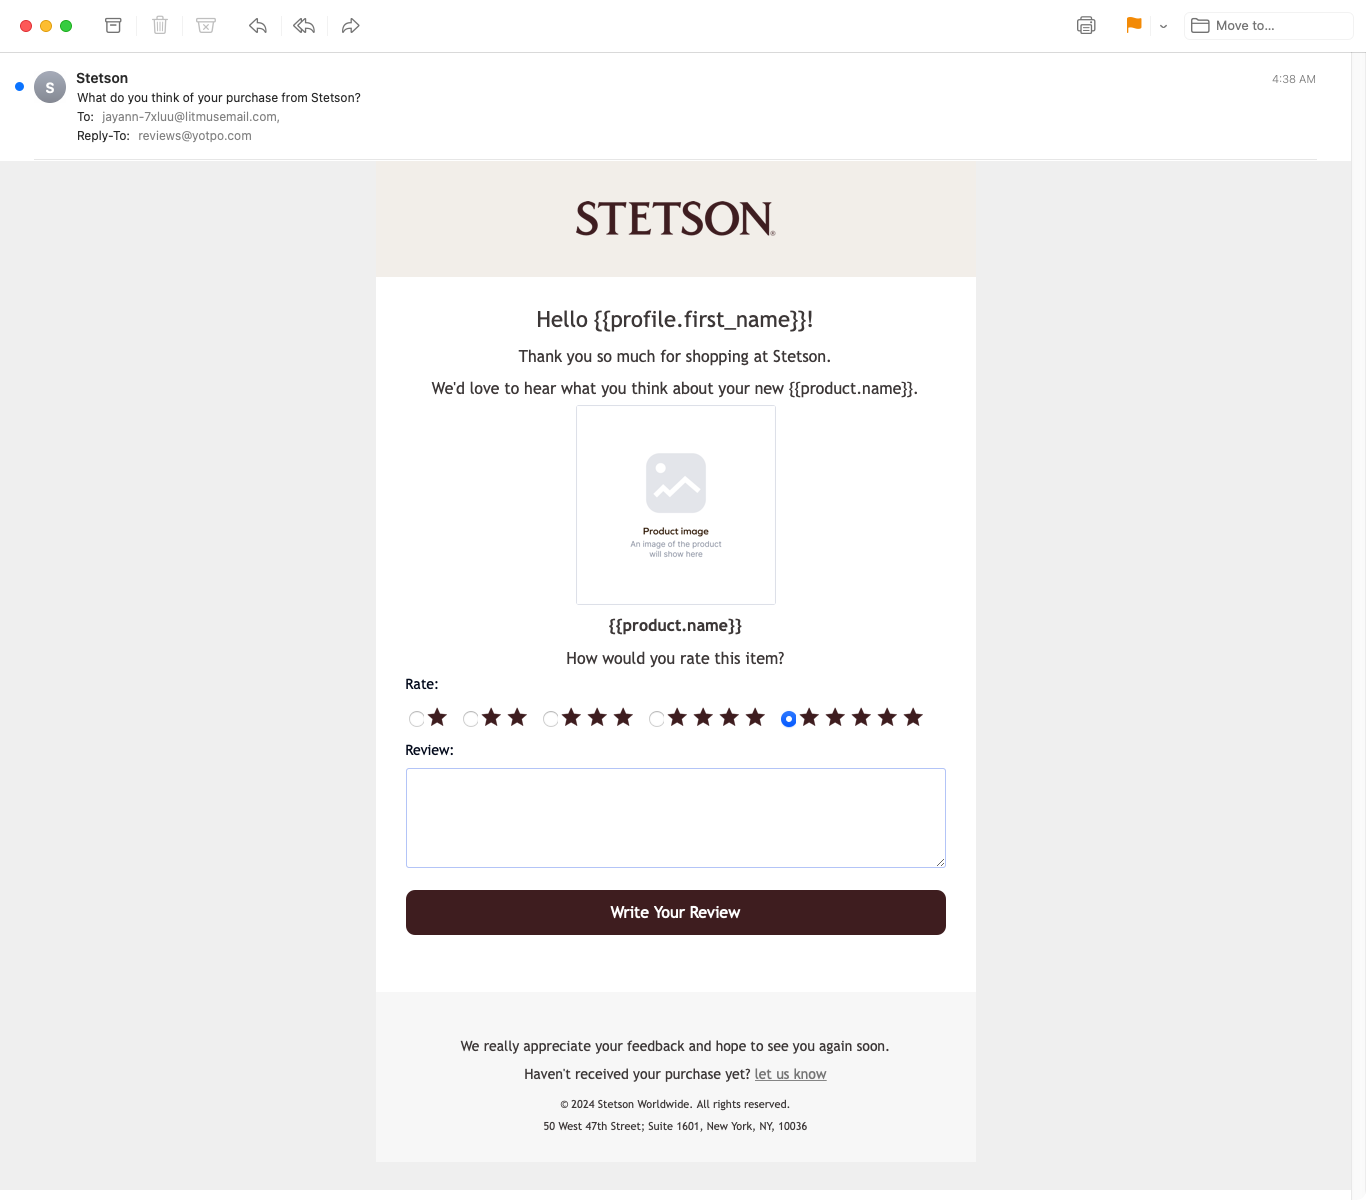 Move to...
S
Stetson
4:38 AM
What do you think of your purchase from Stetson?
To: jayann-7xluu@litmusemail.com,
Reply-To: reviews@yotpo.com
STETSON®
Hello {{profile.first_name}}!
Thank you so much for shopping at Stetson.
We'd love to hear what you think about your new {{product.name}}.
Product image
An image of the product
will show here
{{product.name}}
How would you rate this item?
Rate:
Review:
Write Your Review
We really appreciate your feedback and hope to see you again soon.
Haven't received your purchase yet? let us know
© 2024 Stetson Worldwide. All rights reserved.
50 West 47th Street; Suite 1601, New York, NY, 10036